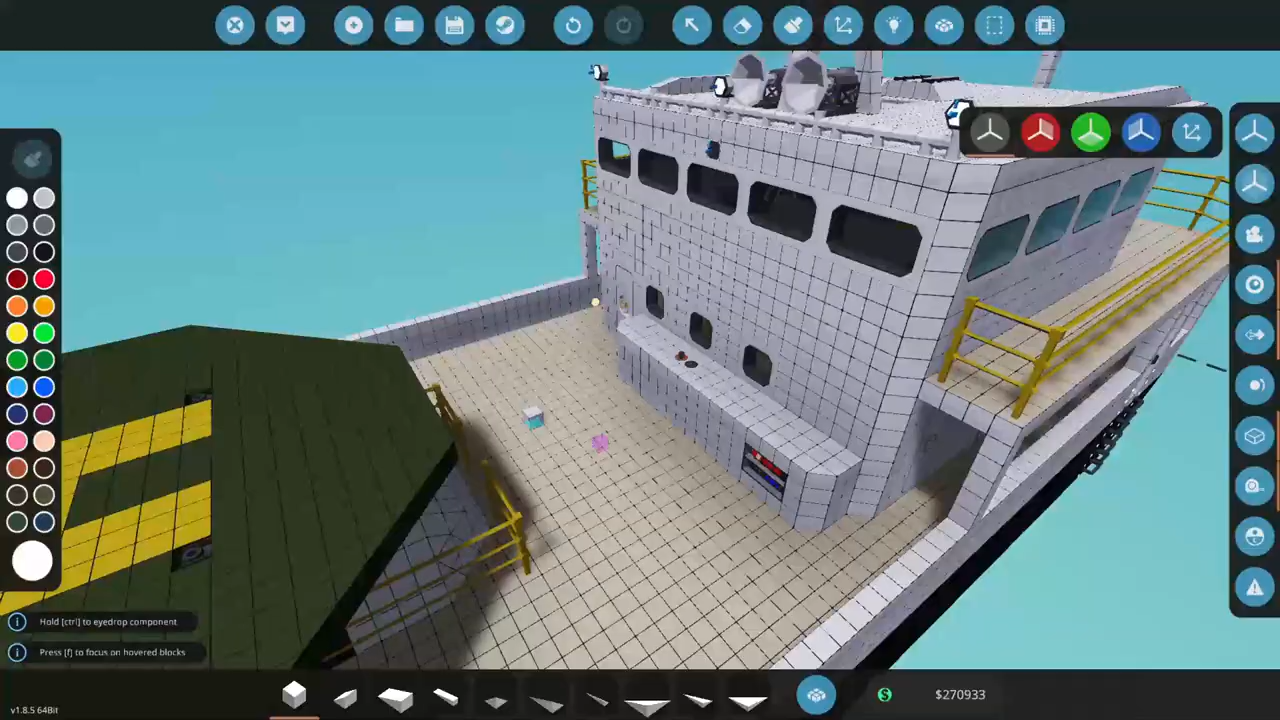 Hold [ctrl] to eyedrop component
Press [f] to focus on hovered blocks
$270933
v1.8.5 64Bit